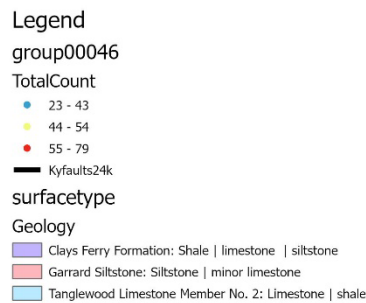 Legend
group00046
TotalCount
23 - 43
44 - 54
55 - 79
Kyfaults24k
surfacetype
Geology
Clays Ferry Formation: Shale | limestone | siltstone
Garrard Siltstone: Siltstone | minor limestone
Tanglewood Limestone Member No. 2: Limestone | shale